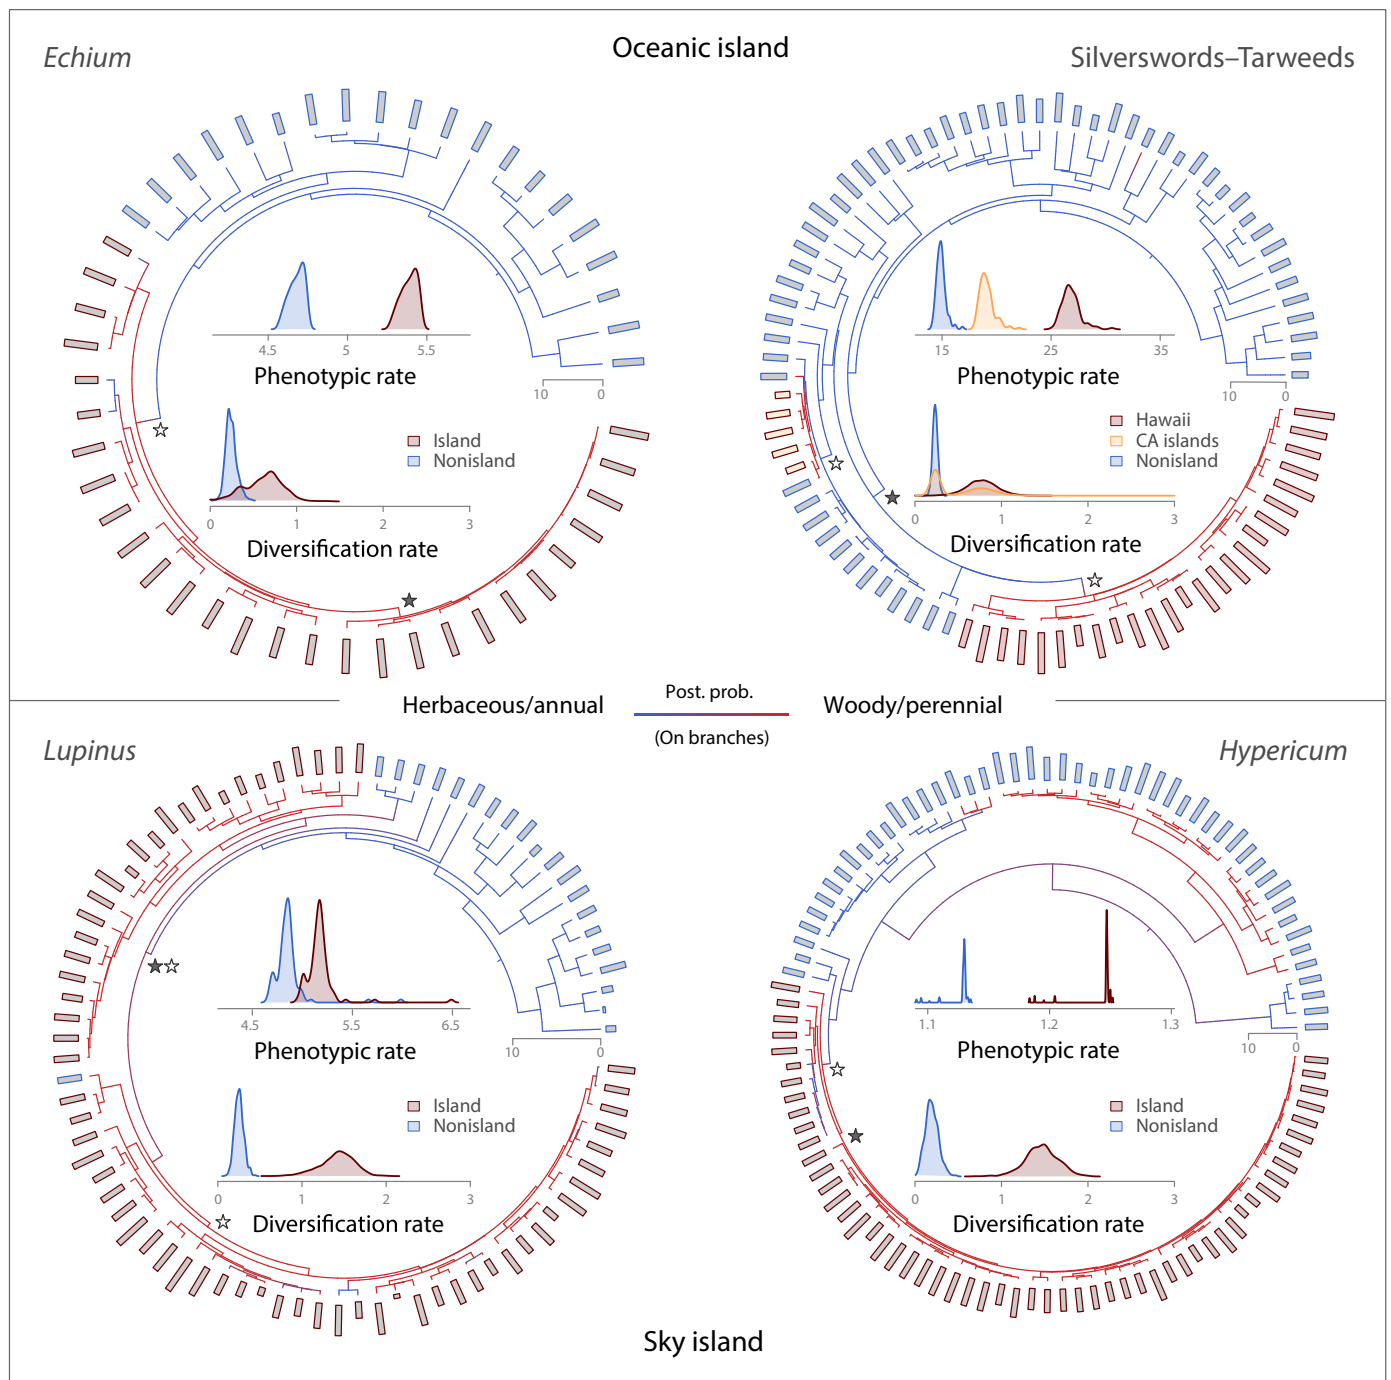 Echium
Oceanic island
Silverswords–Tarweeds
4.5 5 5.5
Phenotypic rate
10 0
Island
Nonisland
0 1 2 3
Diversification rate
15 25 35
Phenotypic rate
10 0
Hawaii
CA islands
Nonisland
0 1 2 3
Diversification rate
Herbaceous/annual
Post. prob.
(On branches)
Woody/perennial
Lupinus
Hypericum
4.5 5.5 6.5
Phenotypic rate
10 0
Island
Nonisland
0 1 2 3
Diversification rate
1.1 1.2 1.3
Phenotypic rate
10 0
Island
Nonisland
0 1 2 3
Diversification rate
Sky island